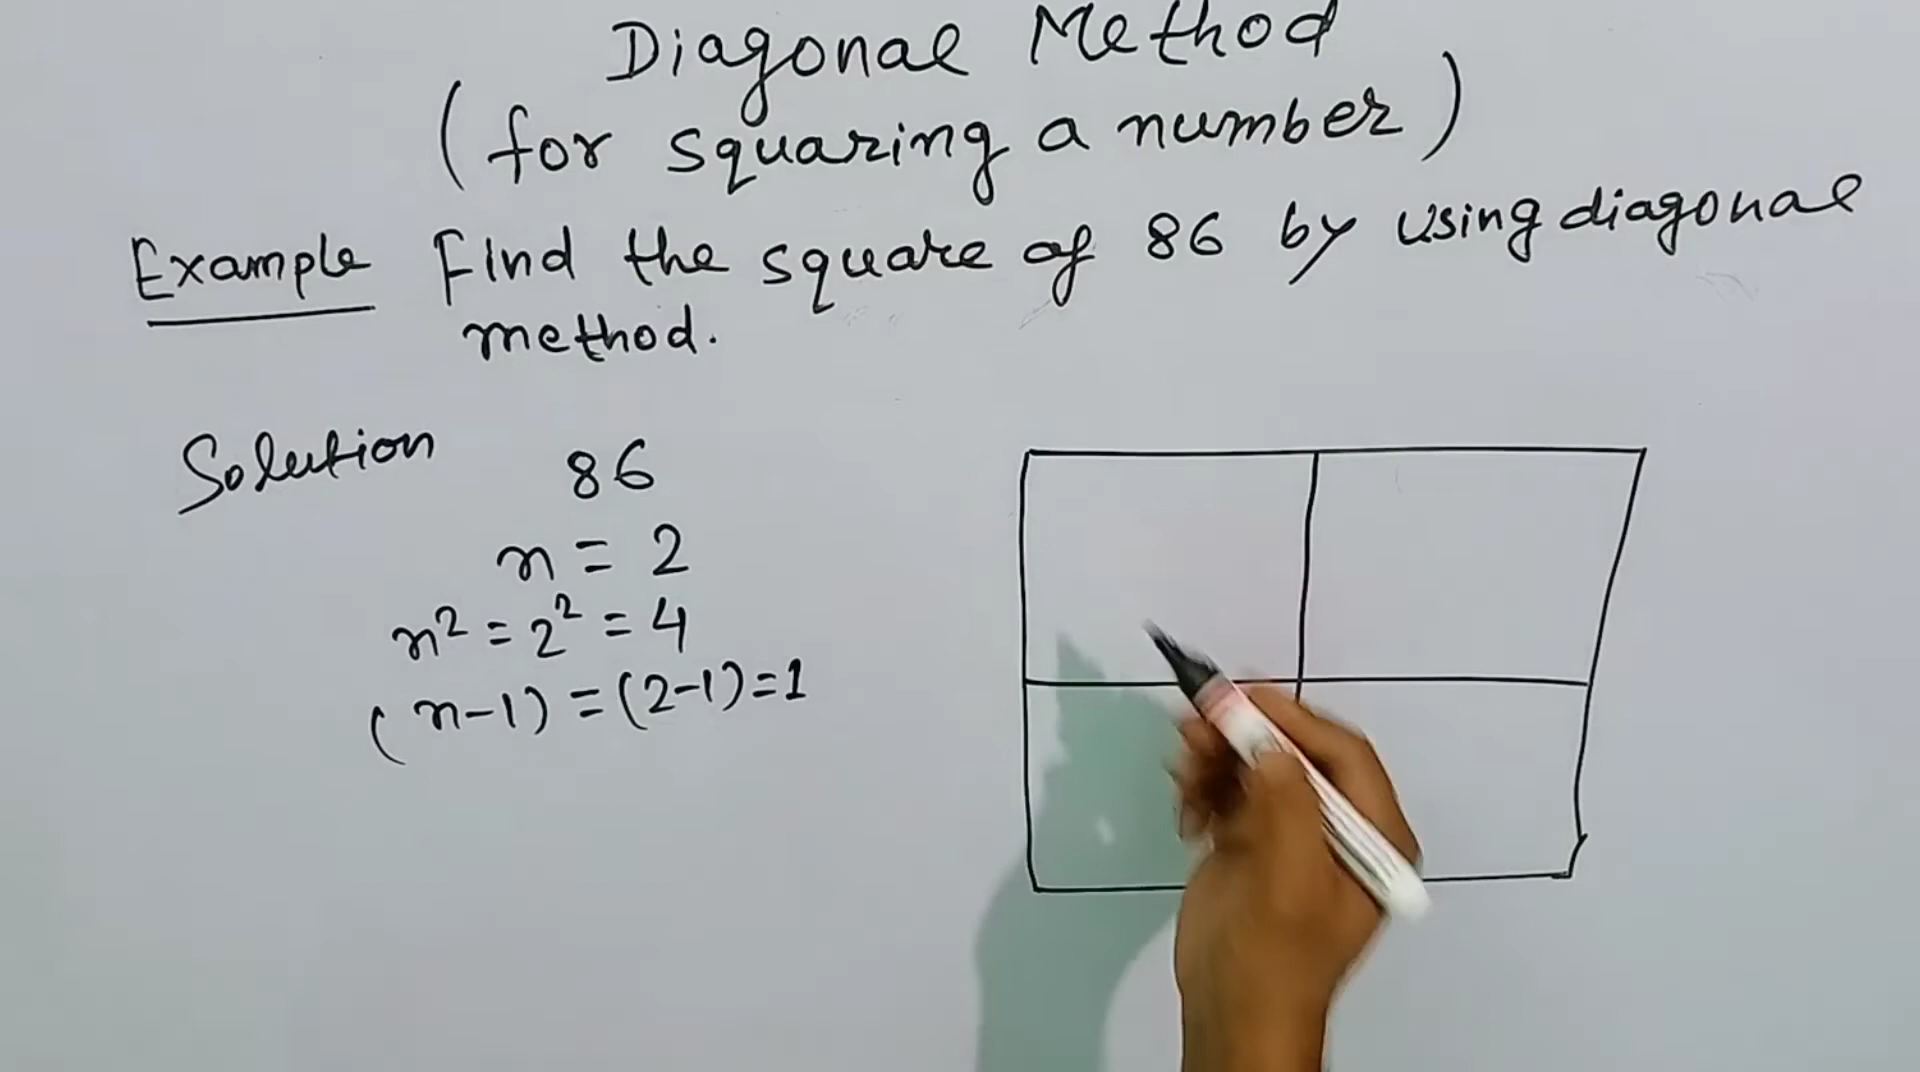 Diagonal Method
(for squaring a number)
Example Find the square of 86 by using diagonal
method.
Solution 86
n = 2
n² = 2² = 4
(n-1) = (2-1) = 1